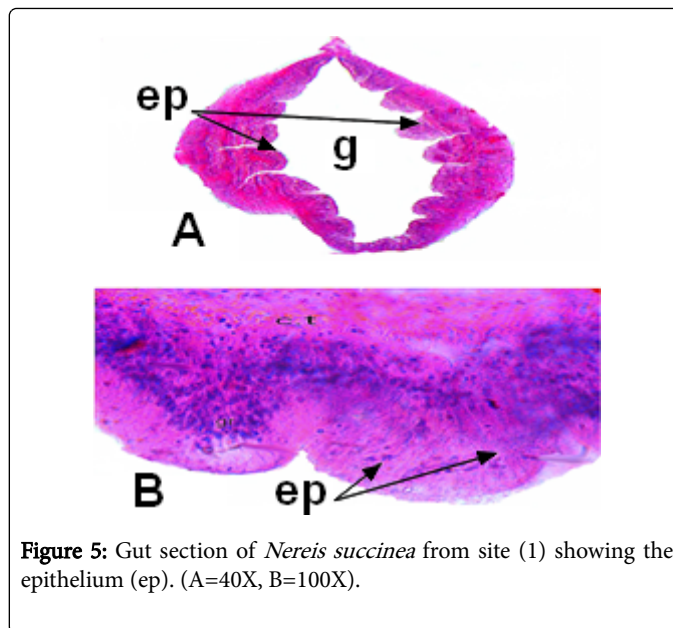 ep
g
A
C. T
B
ep
Figure 5: Gut section of Nereis succinea from site (1) showing the
epithelium (ep). (A=40X, B=100X).